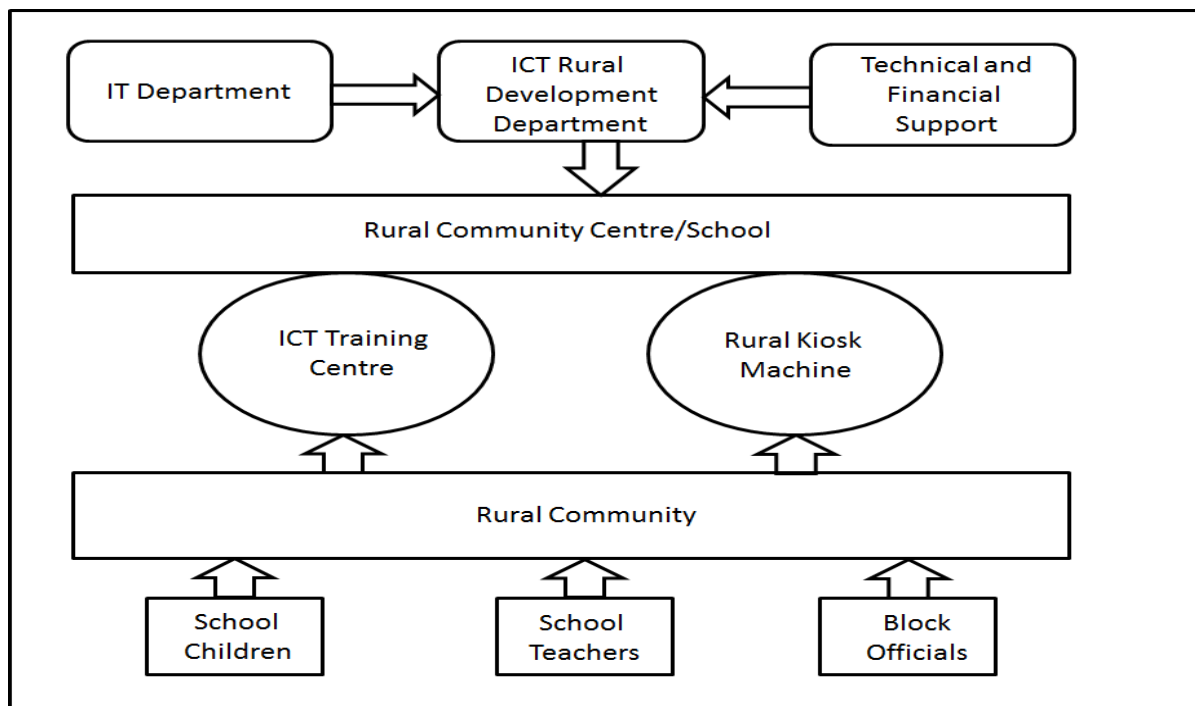 IT Department
ICT Rural
Development
Department
Technical and
Financial
Support
Rural Community Centre/School
ICT Training
Centre
Rural Kiosk
Machine
Rural Community
School
Children
School
Teachers
Block
Officials